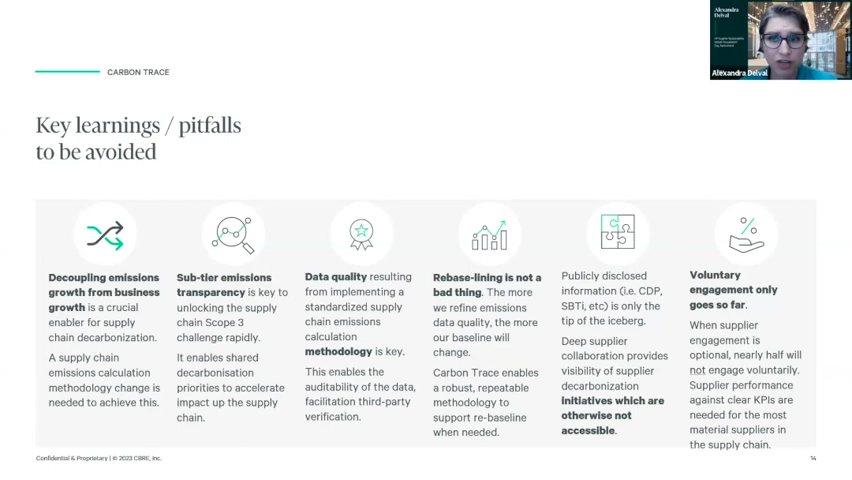 Alexandra
Delval
Alexandra Delval
CARBON TRACE
Key learnings / pitfalls
to be avoided
Decoupling emissions
growth from business
growth is a crucial
enabler for supply
chain decarbonization.
A supply chain
emissions calculation
methodology change is
needed to achieve this.
Sub-tier emissions
transparency is key to
unlocking the supply
chain Scope 3
challenge rapidly.
It enables shared
decarbonisation
priorities to accelerate
impact up the supply
chain.
Data quality resulting
from implementing a
standardized supply
chain emissions
calculation
methodology is key.
This enables the
auditability of the data,
facilitation third-party
verification.
Rebase-lining is not a
bad thing. The more
we refine emissions
data quality, the more
our baseline will
change.
Carbon Trace enables
a robust, repeatable
methodology to
support re-baseline
when needed.
Publicly disclosed
information (i.e. CDP,
SBTi, etc) is only the
tip of the iceberg.
Deep supplier
collaboration provides
visibility of supplier
decarbonization
initiatives which are
otherwise not
accessible.
Voluntary
engagement only
goes so far.
When supplier
engagement is
optional, nearly half will
not engage voluntarily.
Supplier performance
against clear KPIs are
needed for the most
material suppliers in
the supply chain.
Confidential & Proprietary | © 2023 CBRE, Inc.
14